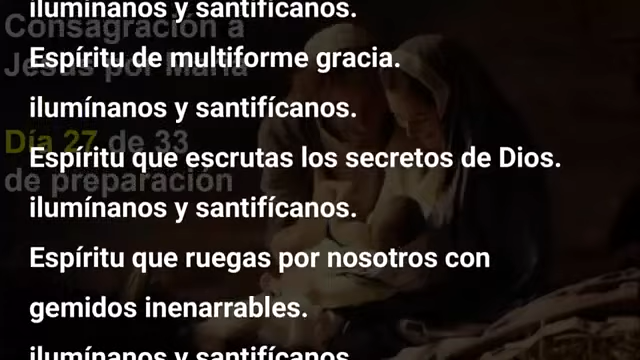 ilumínanos y santifícanos.
Consagración a
Espíritu de multiforme gracia.
Jesús por María
ilumínanos y santifícanos.
Día 27 de 33
Espíritu que escrutas los secretos de Dios.
de preparación
ilumínanos y santifícanos.
Espíritu que ruegas por nosotros con
gemidos inenarrables.
ilumínanos y santifícanos